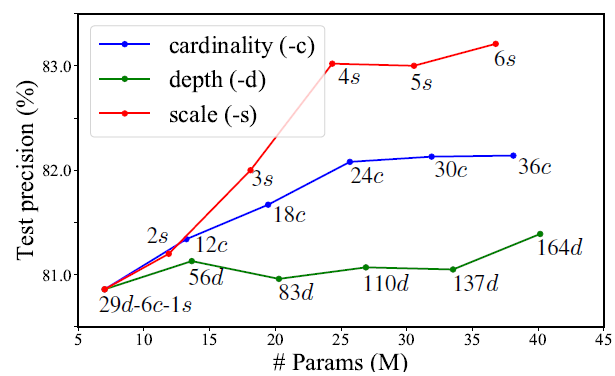 cardinality (-c)
depth (-d)
scale (-s)
Test precision (%)
83.0
82.0
81.0
6s
4s
5s
3s
24c
30c
36c
18c
2s
12c
56d
83d
110d
137d
164d
29d-6c-1s
5 10 15 20 25 30 35 40 45
# Params (M)